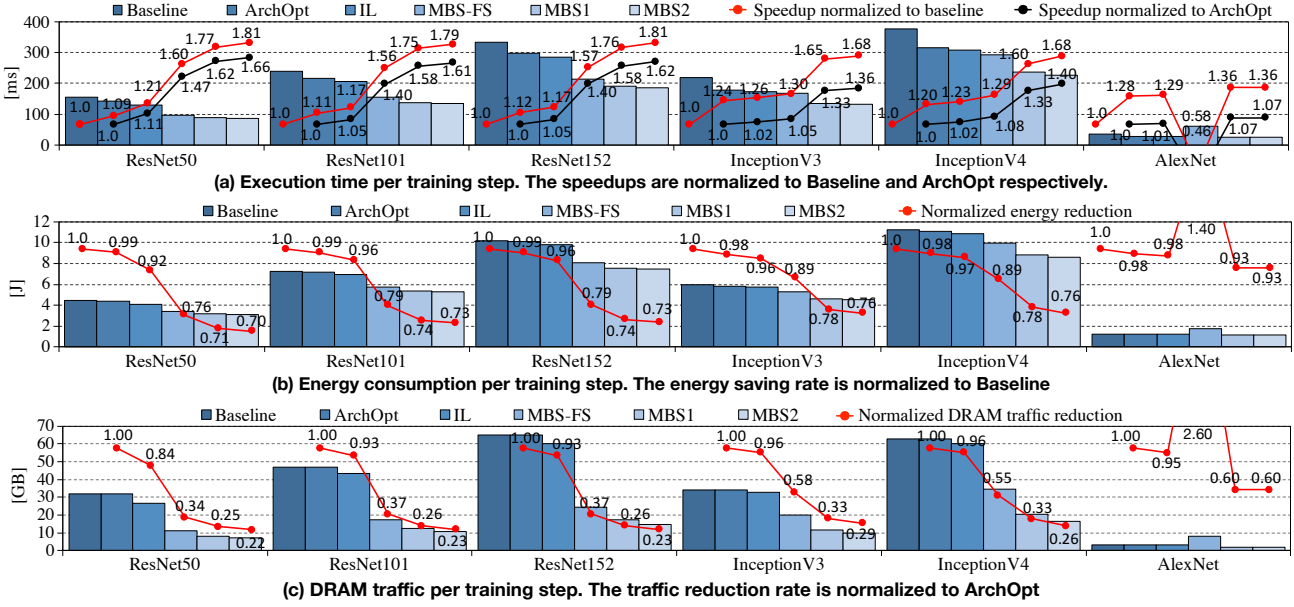 Baseline ArchOpt IL MBS-FS MBS1 MBS2 Speedup normalized to baseline Speedup normalized to ArchOpt
[ms]
400
300
200
100
0
1.0 1.09 1.21 1.60 1.77 1.81
1.0 1.11 1.47 1.62 1.66
1.0 1.11 1.17 1.56 1.75 1.79
1.0 1.05 1.40 1.58 1.61
1.0 1.12 1.17 1.57 1.76 1.81
1.0 1.05 1.40 1.58 1.62
1.0 1.24 1.26 1.30 1.65 1.68
1.0 1.02 1.05 1.33 1.36
1.0 1.20 1.23 1.29 1.60 1.68
1.0 1.02 1.08 1.33 1.40
1.0 1.28 1.29 0.58 1.36 1.36
1.0 1.01 0.46 1.07 1.07
ResNet50 ResNet101 ResNet152 InceptionV3 InceptionV4 AlexNet
(a) Execution time per training step. The speedups are normalized to Baseline and ArchOpt respectively.
Baseline ArchOpt IL MBS-FS MBS1 MBS2 Normalized energy reduction
[J]
12
10
8
6
4
2
0
1.0 0.99 0.92 0.76 0.71 0.70
1.0 0.99 0.96 0.79 0.74 0.73
1.0 0.99 0.96 0.79 0.74 0.73
1.0 0.98 0.96 0.89 0.78 0.76
1.0 0.98 0.97 0.89 0.78 0.76
1.0 0.98 0.98 1.40 0.93 0.93
ResNet50 ResNet101 ResNet152 InceptionV3 InceptionV4 AlexNet
(b) Energy consumption per training step. The energy saving rate is normalized to Baseline
Baseline ArchOpt IL MBS-FS MBS1 MBS2 Normalized DRAM traffic reduction
[GB]
70
60
50
40
30
20
10
0
1.00 0.84 0.34 0.25 0.22
1.00 0.93 0.37 0.26 0.23
1.00 0.93 0.37 0.26 0.23
1.00 0.96 0.58 0.33 0.29
1.00 0.96 0.55 0.33 0.26
1.00 0.95 2.60 0.60 0.60
ResNet50 ResNet101 ResNet152 InceptionV3 InceptionV4 AlexNet
(c) DRAM traffic per training step. The traffic reduction rate is normalized to ArchOpt